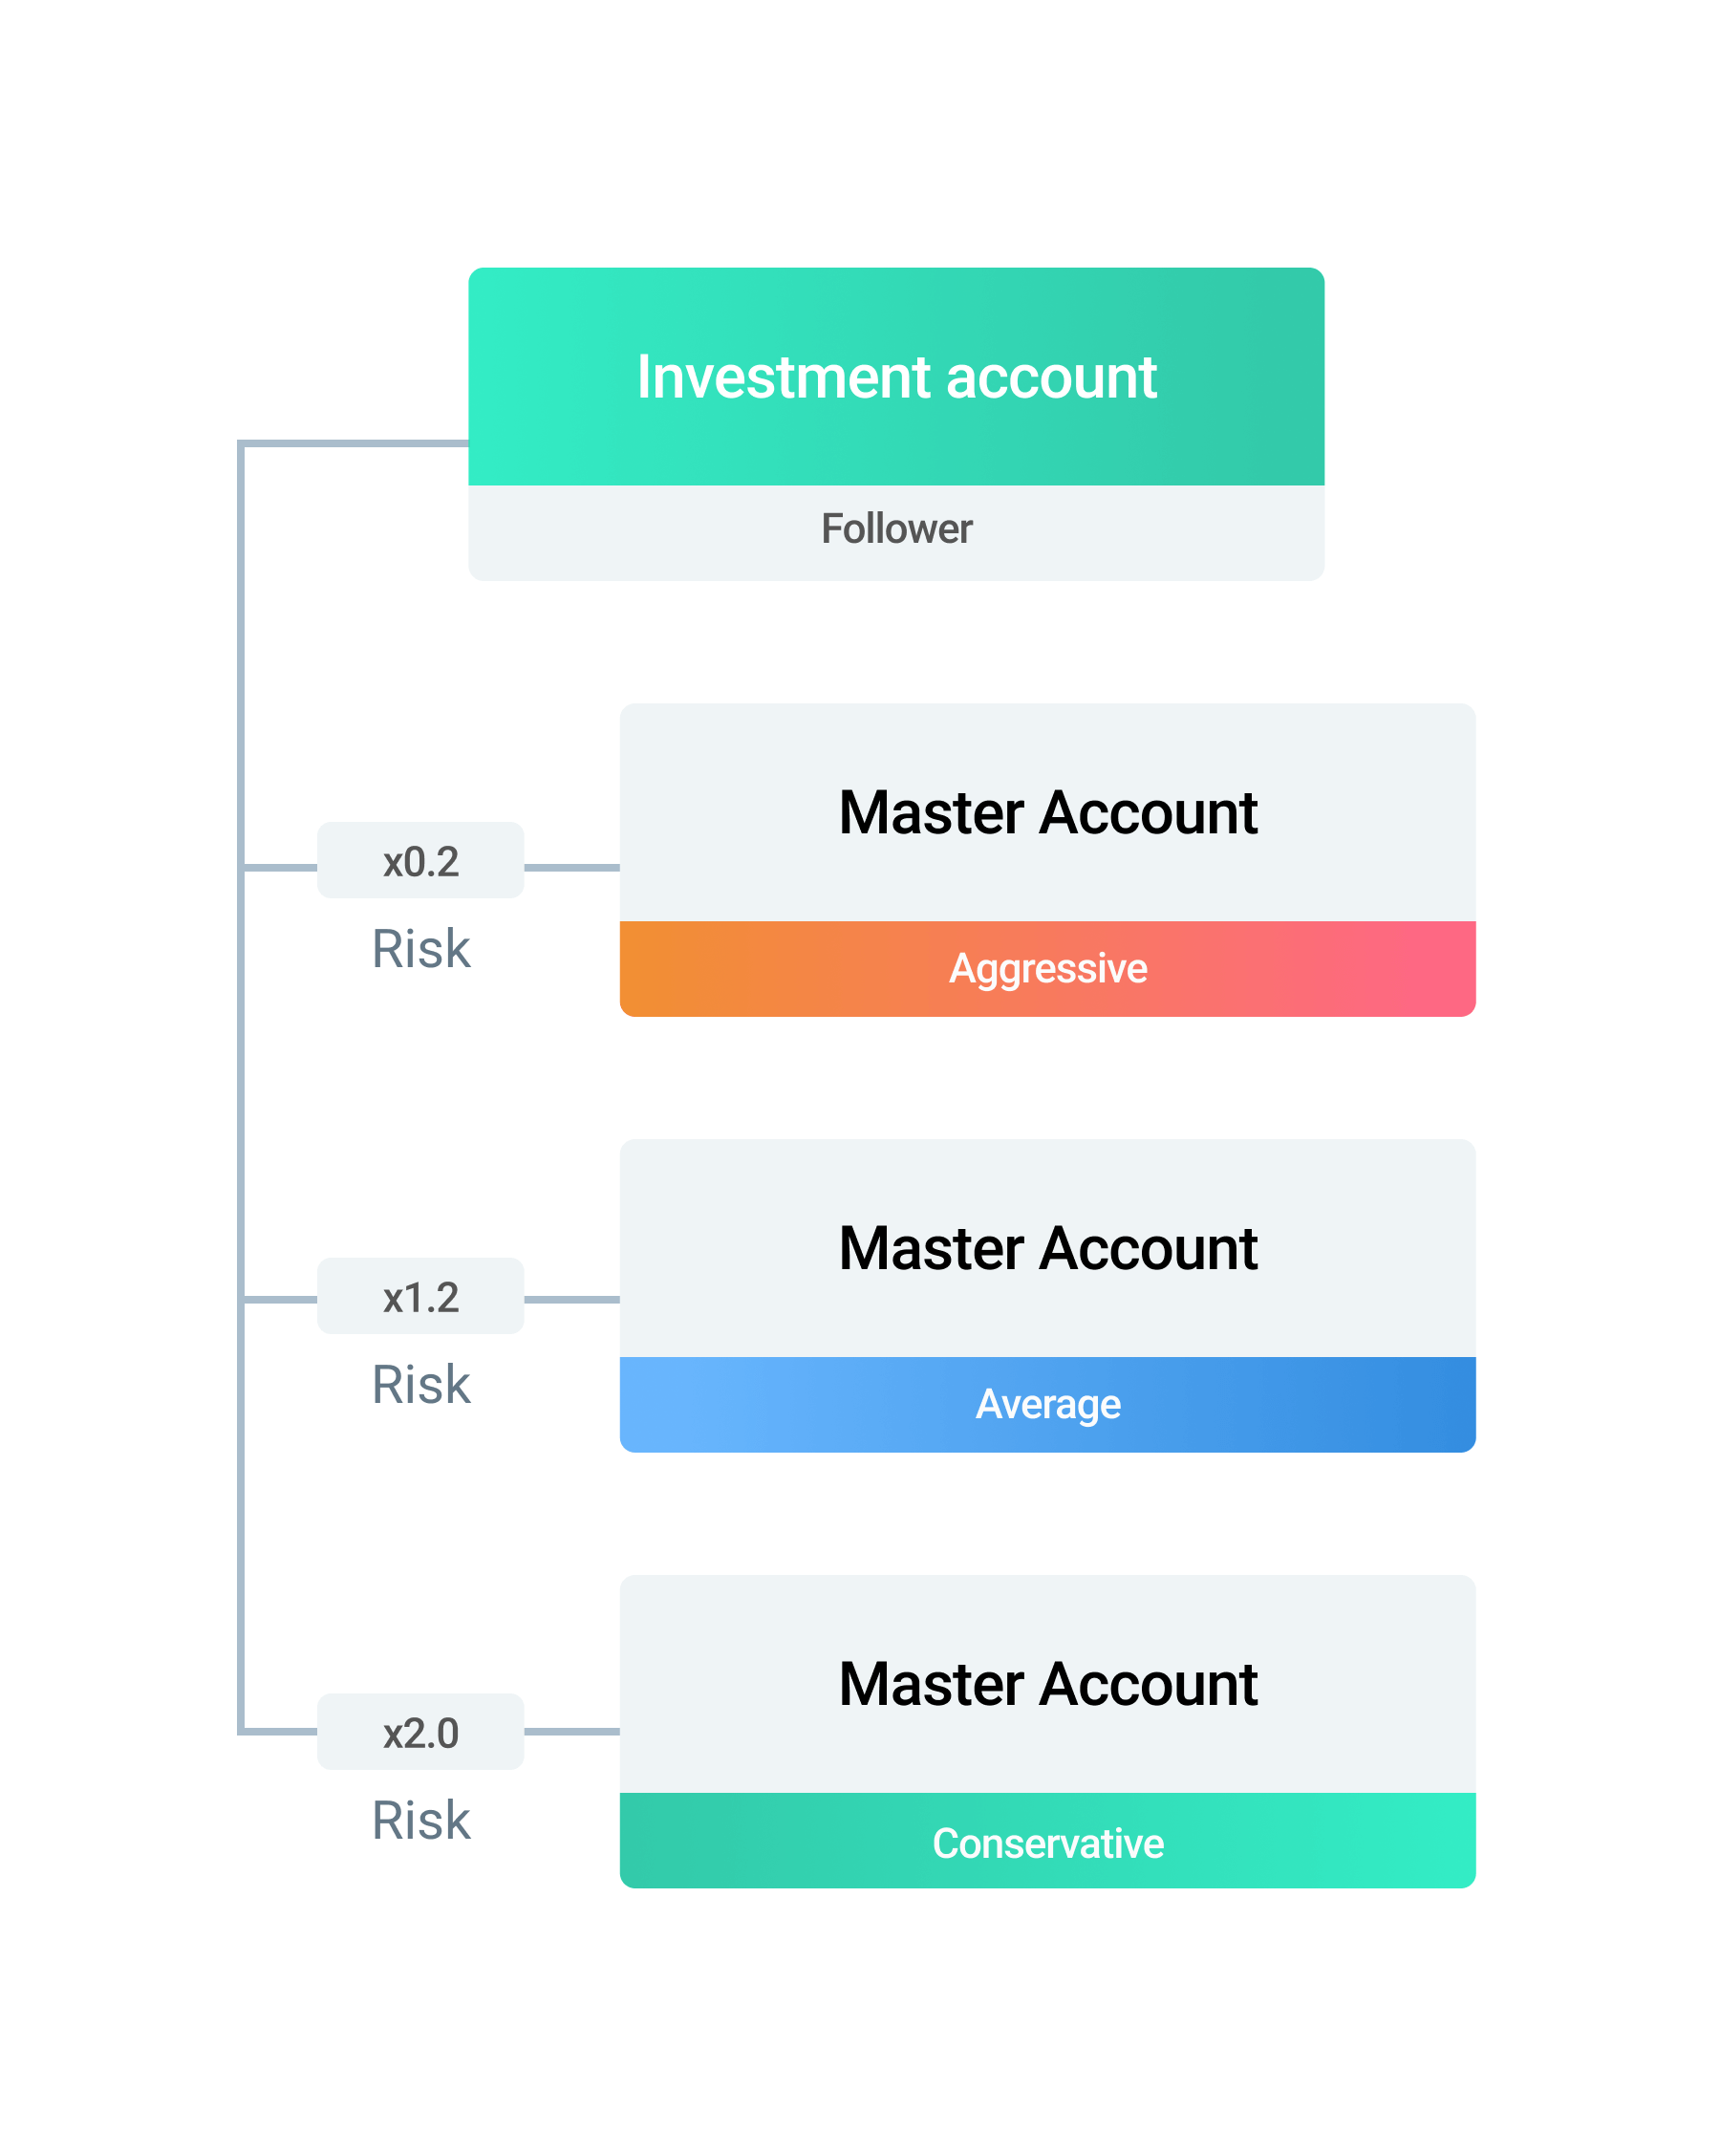 Investment account
Follower
Master Account
x0.2
Risk
Aggressive
Master Account
x1.2
Risk
Average
Master Account
x2.0
Risk
Conservative